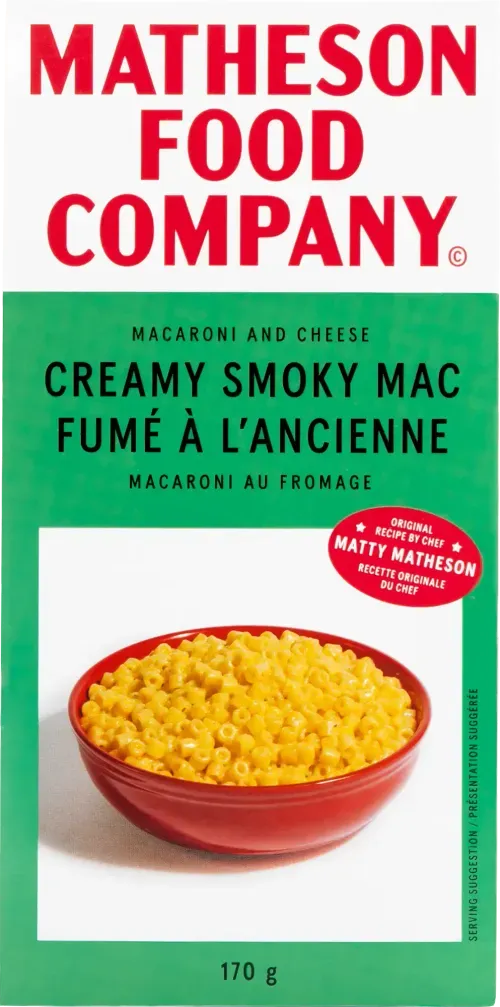 MATHESON
FOOD
COMPANY©
MACARONI AND CHEESE
CREAMY SMOKY MAC
FUMÉ À L'ANCIENNE
MACARONI AU FROMAGE
ORIGINAL
RECIPE BY CHEF
MATTY MATHESON
RECETTE ORIGINALE
DU CHEF
SERVING SUGGESTION / PRÉSENTATION SUGGÉRÉE
170 g